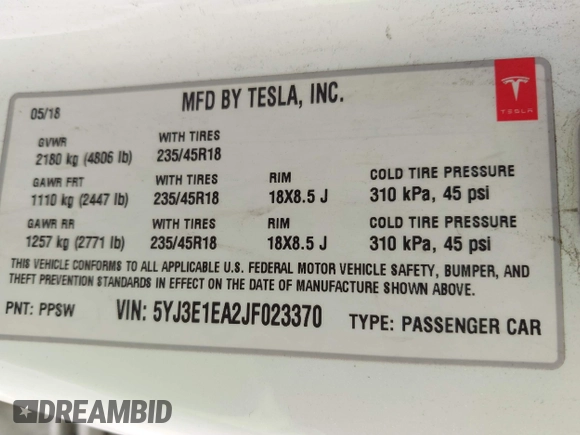 05/18
MFD BY TESLA, INC.
TESLA
GVWR
2180 kg (4806 lb)
WITH TIRES
235/45R18
GAWR FRT
1110 kg (2447 lb)
WITH TIRES
235/45R18
RIM
18X8.5 J
COLD TIRE PRESSURE
310 kPa, 45 psi
GAWR RR
1257 kg (2771 lb)
WITH TIRES
235/45R18
RIM
18X8.5 J
COLD TIRE PRESSURE
310 kPa, 45 psi
THIS VEHICLE CONFORMS TO ALL APPLICABLE U.S. FEDERAL MOTOR VEHICLE SAFETY, BUMPER, AND
THEFT PREVENTION STANDARDS IN EFFECT ON THE DATE OF MANUFACTURE SHOWN ABOVE.
PNT: PPSW
VIN: 5YJ3E1EA2JF023370
TYPE: PASSENGER CAR
DREAMBID